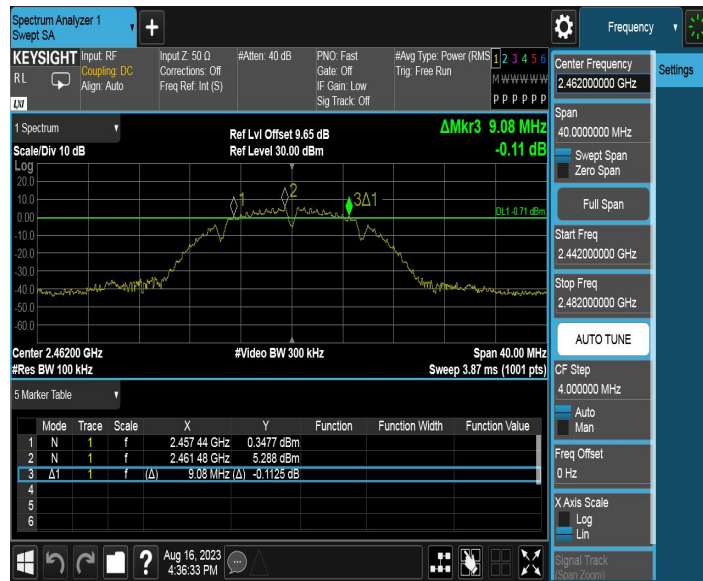 Spectrum Analyzer 1
Swept SA
+
Frequency
KEYSIGHT
RL
LXI
Input: RF
Coupling: DC
Align: Auto
Input Z: 50 Ω
Corrections: Off
Freq Ref: Int (S)
#Atten: 40 dB
PNO: Fast
Gate: Off
IF Gain: Low
Sig Track: Off
#Avg Type: Power (RMS
Trig: Free Run
1 2 3 4 5 6
M W W W W W
P P P P P P
Center Frequency
2.462000000 GHz
Settings
Span
40.0000000 MHz
Swept Span
Zero Span
Full Span
Start Freq
2.442000000 GHz
Stop Freq
2.482000000 GHz
AUTO TUNE
CF Step
4.000000 MHz
Auto
Man
Freq Offset
0 Hz
X Axis Scale
Log
Lin
Signal Track
(Span Zoom)
1 Spectrum
Scale/Div 10 dB
Ref Lvl Offset 9.65 dB
Ref Level 30.00 dBm
ΔMkr3 9.08 MHz
-0.11 dB
Log
20.0
10.0
0.00
-10.0
-20.0
-30.0
-40.0
-50.0
-60.0
1
2
3Δ1
DL1 -0.71 dBm
Center 2.46200 GHz
#Res BW 100 kHz
#Video BW 300 kHz
Span 40.00 MHz
Sweep 3.87 ms (1001 pts)
5 Marker Table
Mode Trace Scale X Y Function Function Width Function Value
1 N 1 f 2.457 44 GHz 0.3477 dBm
2 N 1 f 2.461 48 GHz 5.288 dBm
3 Δ1 1 f (Δ) 9.08 MHz (Δ) -0.1125 dB
4
5
6
?
Aug 16, 2023
4:36:33 PM